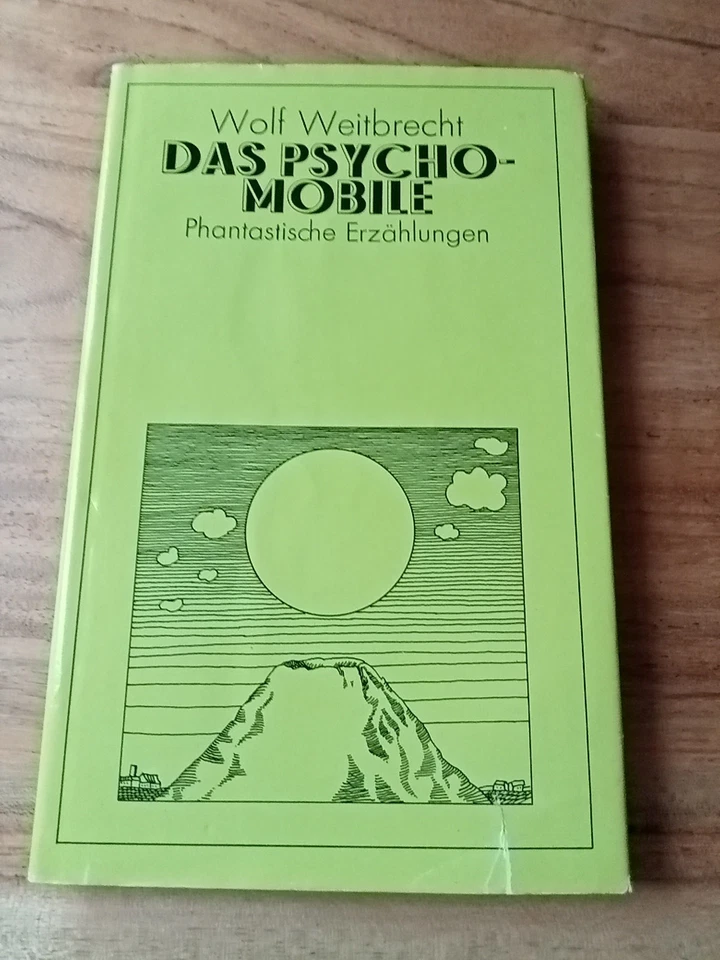 Wolf Weitbrecht
DAS PSYCHO-
MOBILE
Phantastische Erzählungen